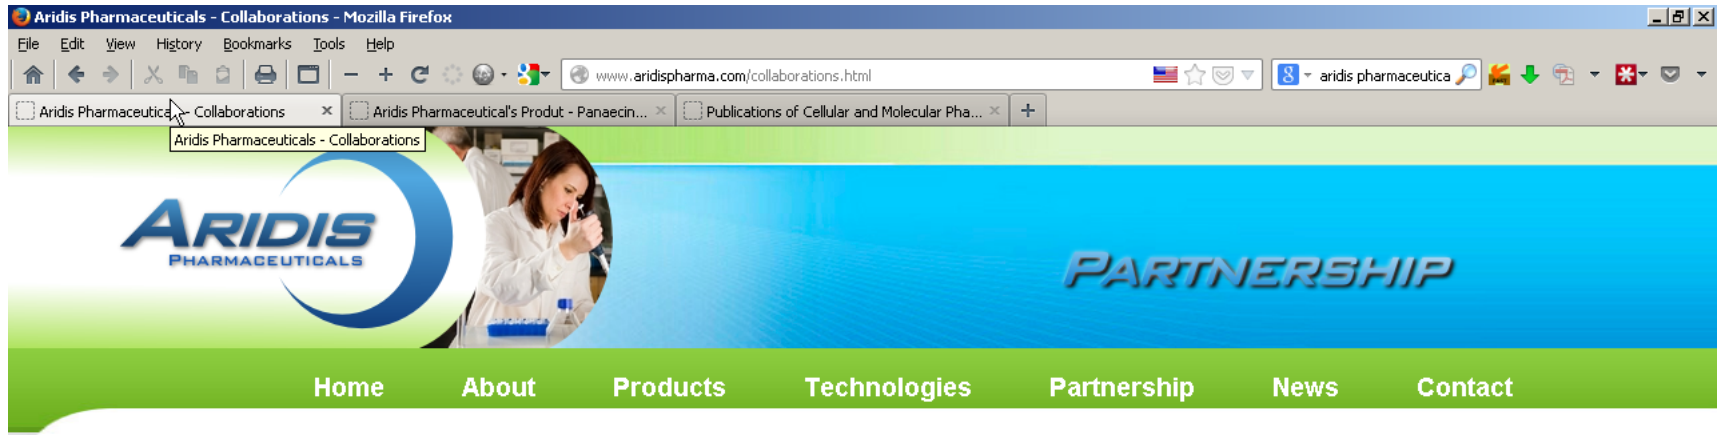 Aridis Pharmaceuticals - Collaborations - Mozilla Firefox
File Edit View History Bookmarks Tools Help
www.aridispharma.com/collaborations.html 8 aridis pharmaceutica
Aridis Pharmaceuticals - Collaborations Aridis Pharmaceutical's Produt - Panaecin... Publications of Cellular and Molecular Pha...
Aridis Pharmaceuticals - Collaborations
ARIDIS
PHARMACEUTICALS
PARTNERSHIP
Home About Products Technologies Partnership News Contact